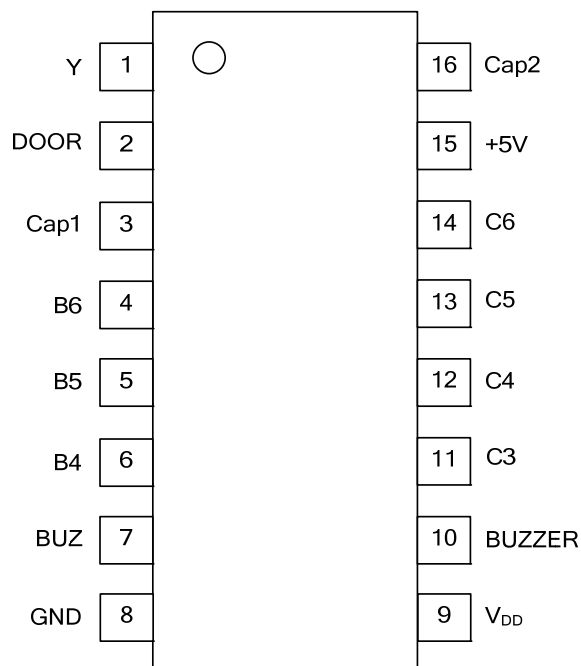 Y 1 16 Cap2
DOOR 2 15 +5V
Cap1 3 14 C6
B6 4 13 C5
B5 5 12 C4
B4 6 11 C3
BUZ 7 10 BUZZER
GND 8 9 VDD